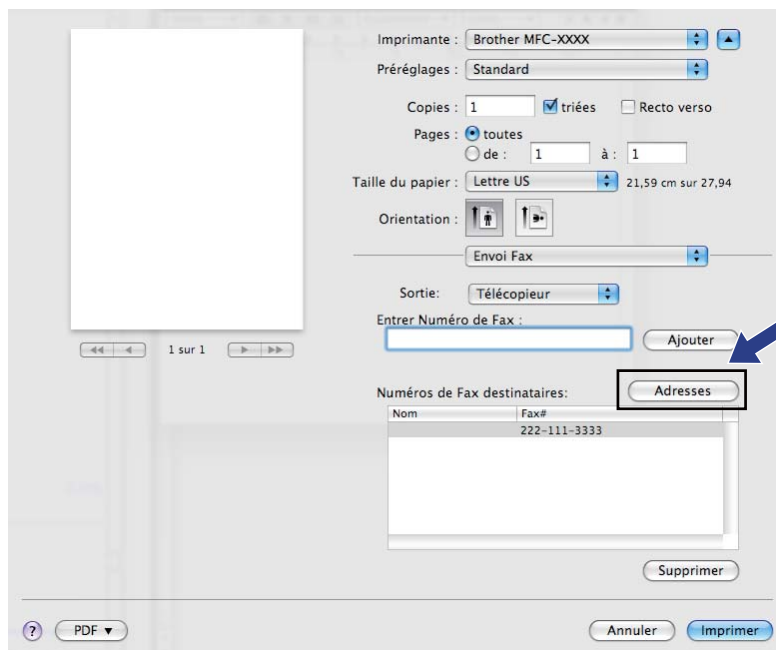 Imprimante : Brother MFC-XXXX
Préréglages : Standard
Copies : 1 triées Recto verso
Pages : toutes
de : 1 à : 1
Taille du papier : Lettre US 21,59 cm sur 27,94
Orientation :
Envoi Fax
Sortie: Télécopieur
Entrer Numéro de Fax :
Ajouter
1 sur 1
Numéros de Fax destinataires: Adresses
Nom Fax#
222-111-3333
Supprimer
? PDF ▼ Annuler Imprimer